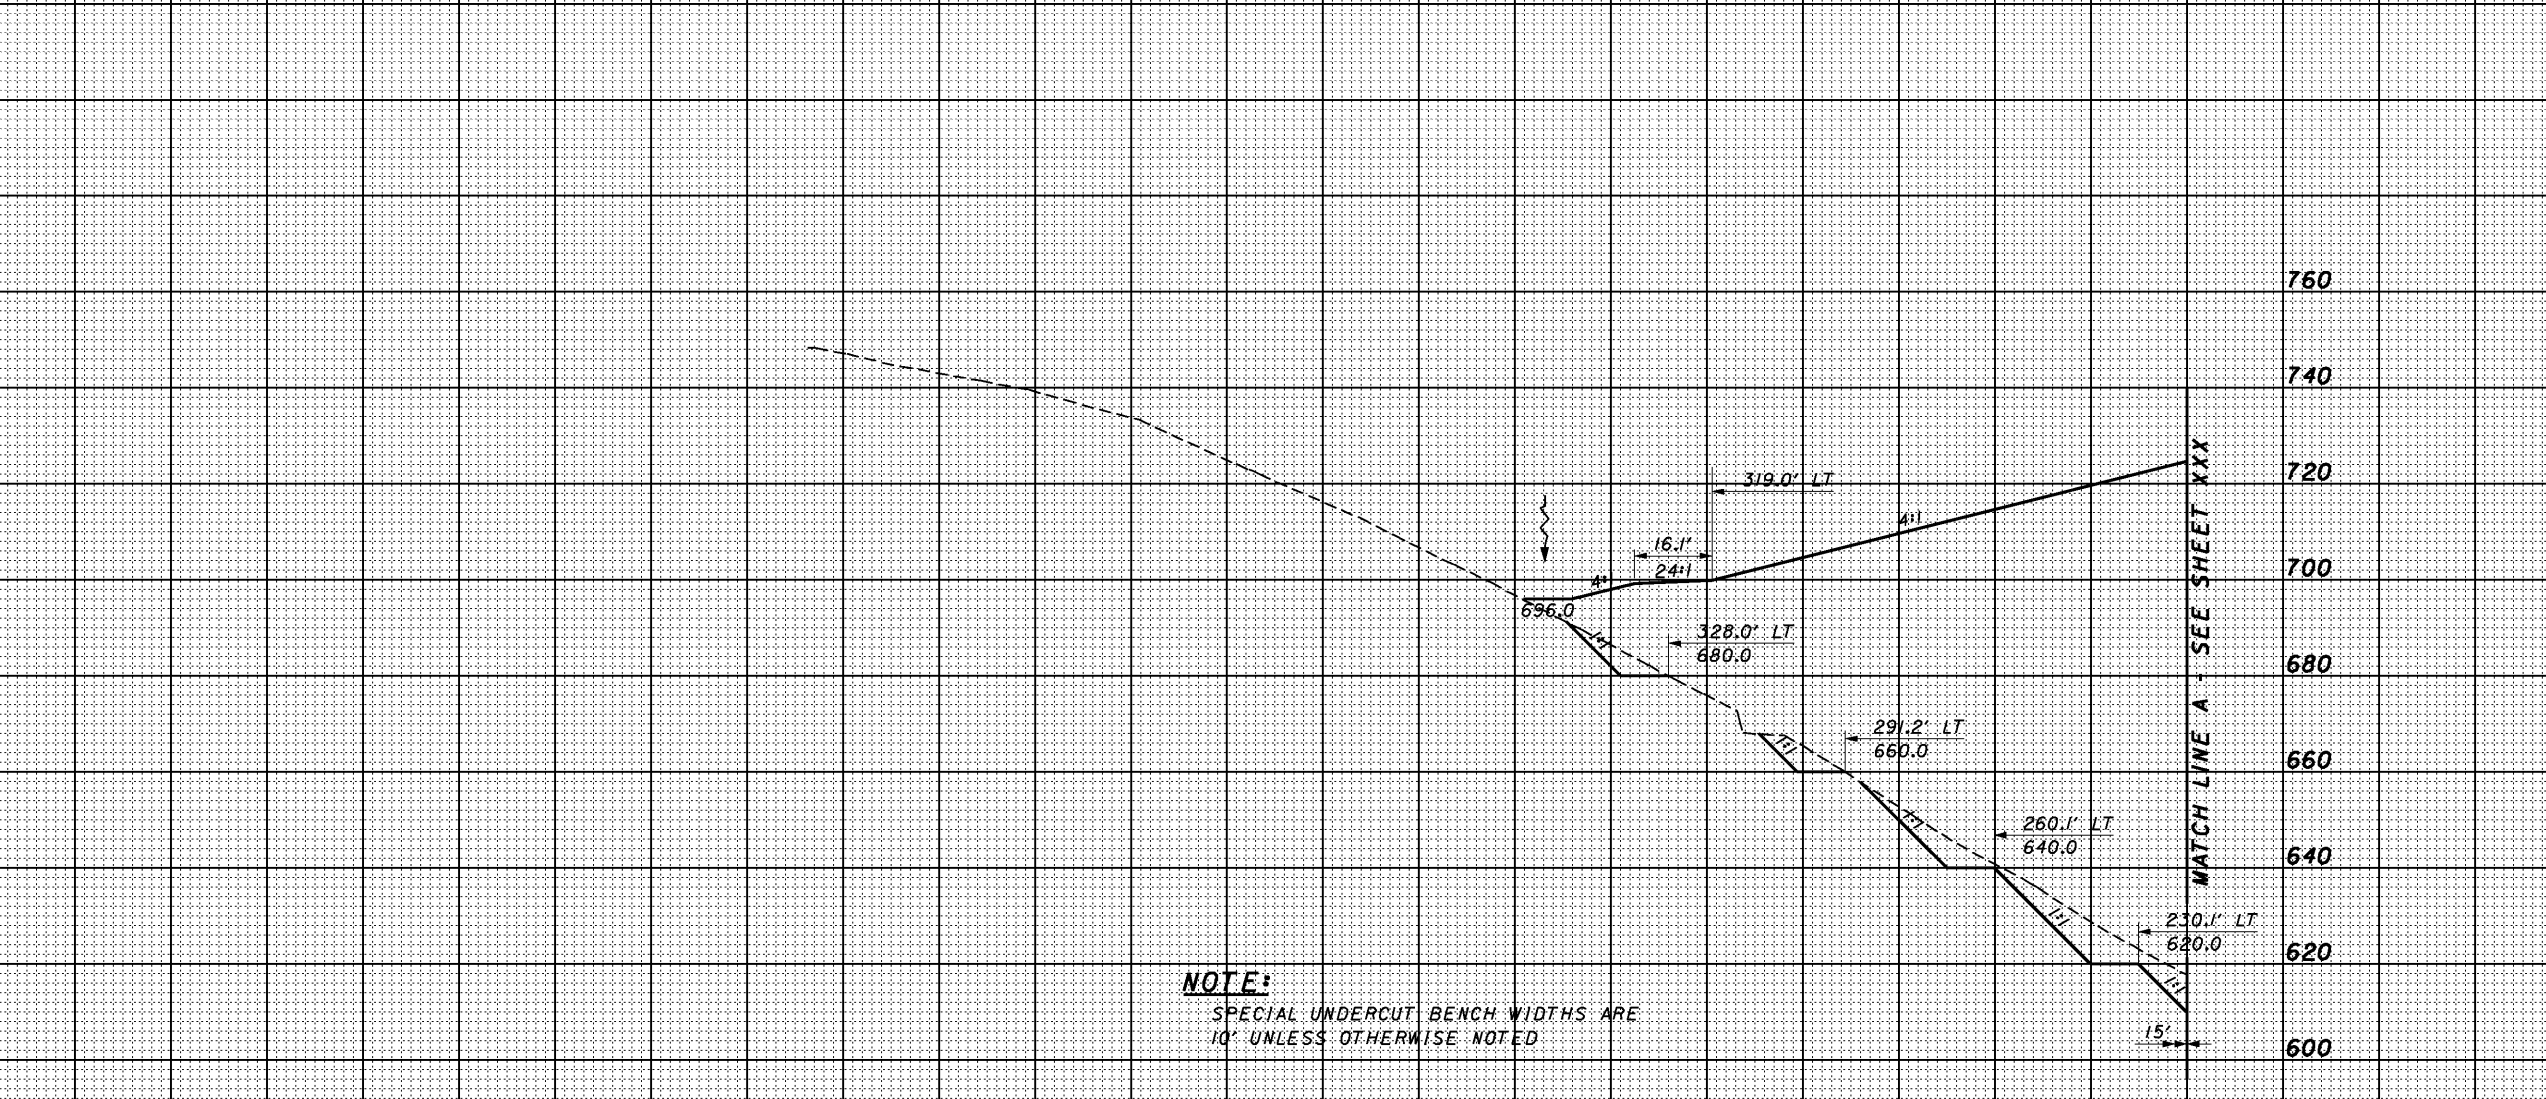 760
740
720
700
680
660
640
620
600
MATCH LINE A - SEE SHEET XXX
319.0' LT
4:1
16.1'
24:1
4:
696.0
1:1
328.0' LT
680.0
1:1
291.2' LT
660.0
1:1
260.1' LT
640.0
1:1
230.1' LT
620.0
1:1
15'
NOTE:
SPECIAL UNDERCUT BENCH WIDTHS ARE
10' UNLESS OTHERWISE NOTED